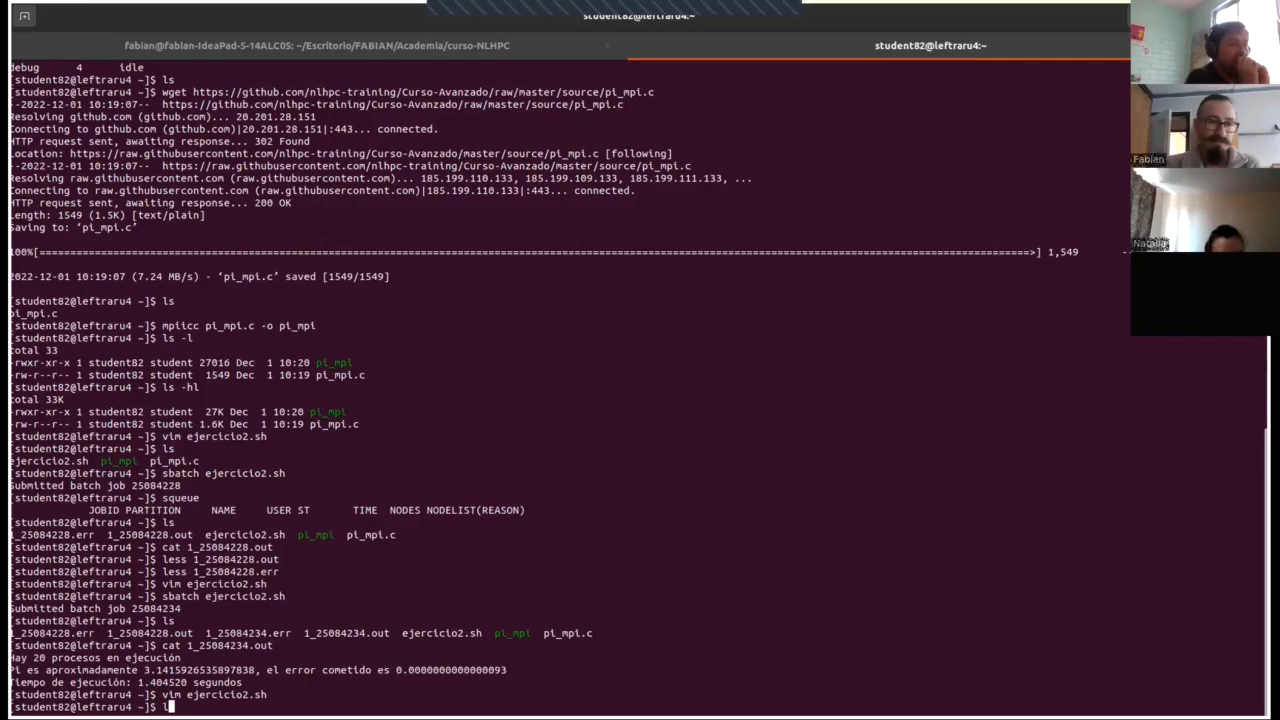 student82@leftraru4:~
fabian@fabian-IdeaPad-5-14ALC05: ~/Escritorio/FABIAN/Academia/curso-NLHPC ×
student82@leftraru4:~
debug 4 idle
[student82@leftraru4 ~]$ ls
[student82@leftraru4 ~]$ wget https://github.com/nlhpc-training/Curso-Avanzado/raw/master/source/pi_mpi.c
--2022-12-01 10:19:07-- https://github.com/nlhpc-training/Curso-Avanzado/raw/master/source/pi_mpi.c
Resolving github.com (github.com)... 20.201.28.151
Connecting to github.com (github.com)|20.201.28.151|:443... connected.
HTTP request sent, awaiting response... 302 Found
Location: https://raw.githubusercontent.com/nlhpc-training/Curso-Avanzado/master/source/pi_mpi.c [following]
--2022-12-01 10:19:07-- https://raw.githubusercontent.com/nlhpc-training/Curso-Avanzado/master/source/pi_mpi.c
Resolving raw.githubusercontent.com (raw.githubusercontent.com)... 185.199.110.133, 185.199.109.133, 185.199.111.133, ...
Connecting to raw.githubusercontent.com (raw.githubusercontent.com)|185.199.110.133|:443... connected.
HTTP request sent, awaiting response... 200 OK
Length: 1549 (1.5K) [text/plain]
Saving to: ‘pi_mpi.c’
100%[=====================================================================================================>] 1,549 --
2022-12-01 10:19:07 (7.24 MB/s) - ‘pi_mpi.c’ saved [1549/1549]
[student82@leftraru4 ~]$ ls
pi_mpi.c
[student82@leftraru4 ~]$ mpiicc pi_mpi.c -o pi_mpi
[student82@leftraru4 ~]$ ls -l
total 33
-rwxr-xr-x 1 student82 student 27016 Dec 1 10:20 pi_mpi
-rw-r--r-- 1 student82 student 1549 Dec 1 10:19 pi_mpi.c
[student82@leftraru4 ~]$ ls -hl
total 33K
-rwxr-xr-x 1 student82 student 27K Dec 1 10:20 pi_mpi
-rw-r--r-- 1 student82 student 1.6K Dec 1 10:19 pi_mpi.c
[student82@leftraru4 ~]$ vim ejercicio2.sh
[student82@leftraru4 ~]$ ls
ejercicio2.sh pi_mpi pi_mpi.c
[student82@leftraru4 ~]$ sbatch ejercicio2.sh
Submitted batch job 25084228
[student82@leftraru4 ~]$ squeue
JOBID PARTITION NAME USER ST TIME NODES NODELIST(REASON)
[student82@leftraru4 ~]$ ls
1_25084228.err 1_25084228.out ejercicio2.sh pi_mpi pi_mpi.c
[student82@leftraru4 ~]$ cat 1_25084228.out
[student82@leftraru4 ~]$ less 1_25084228.out
[student82@leftraru4 ~]$ less 1_25084228.err
[student82@leftraru4 ~]$ vim ejercicio2.sh
[student82@leftraru4 ~]$ sbatch ejercicio2.sh
Submitted batch job 25084234
[student82@leftraru4 ~]$ ls
1_25084228.err 1_25084228.out 1_25084234.err 1_25084234.out ejercicio2.sh pi_mpi pi_mpi.c
[student82@leftraru4 ~]$ cat 1_25084234.out
Hay 20 procesos en ejecución
Pi es aproximadamente 3.1415926535897838, el error cometido es 0.0000000000000093
Tiempo de ejecución: 1.404520 segundos
[student82@leftraru4 ~]$ vim ejercicio2.sh
[student82@leftraru4 ~]$ l
Fabian
Natalia